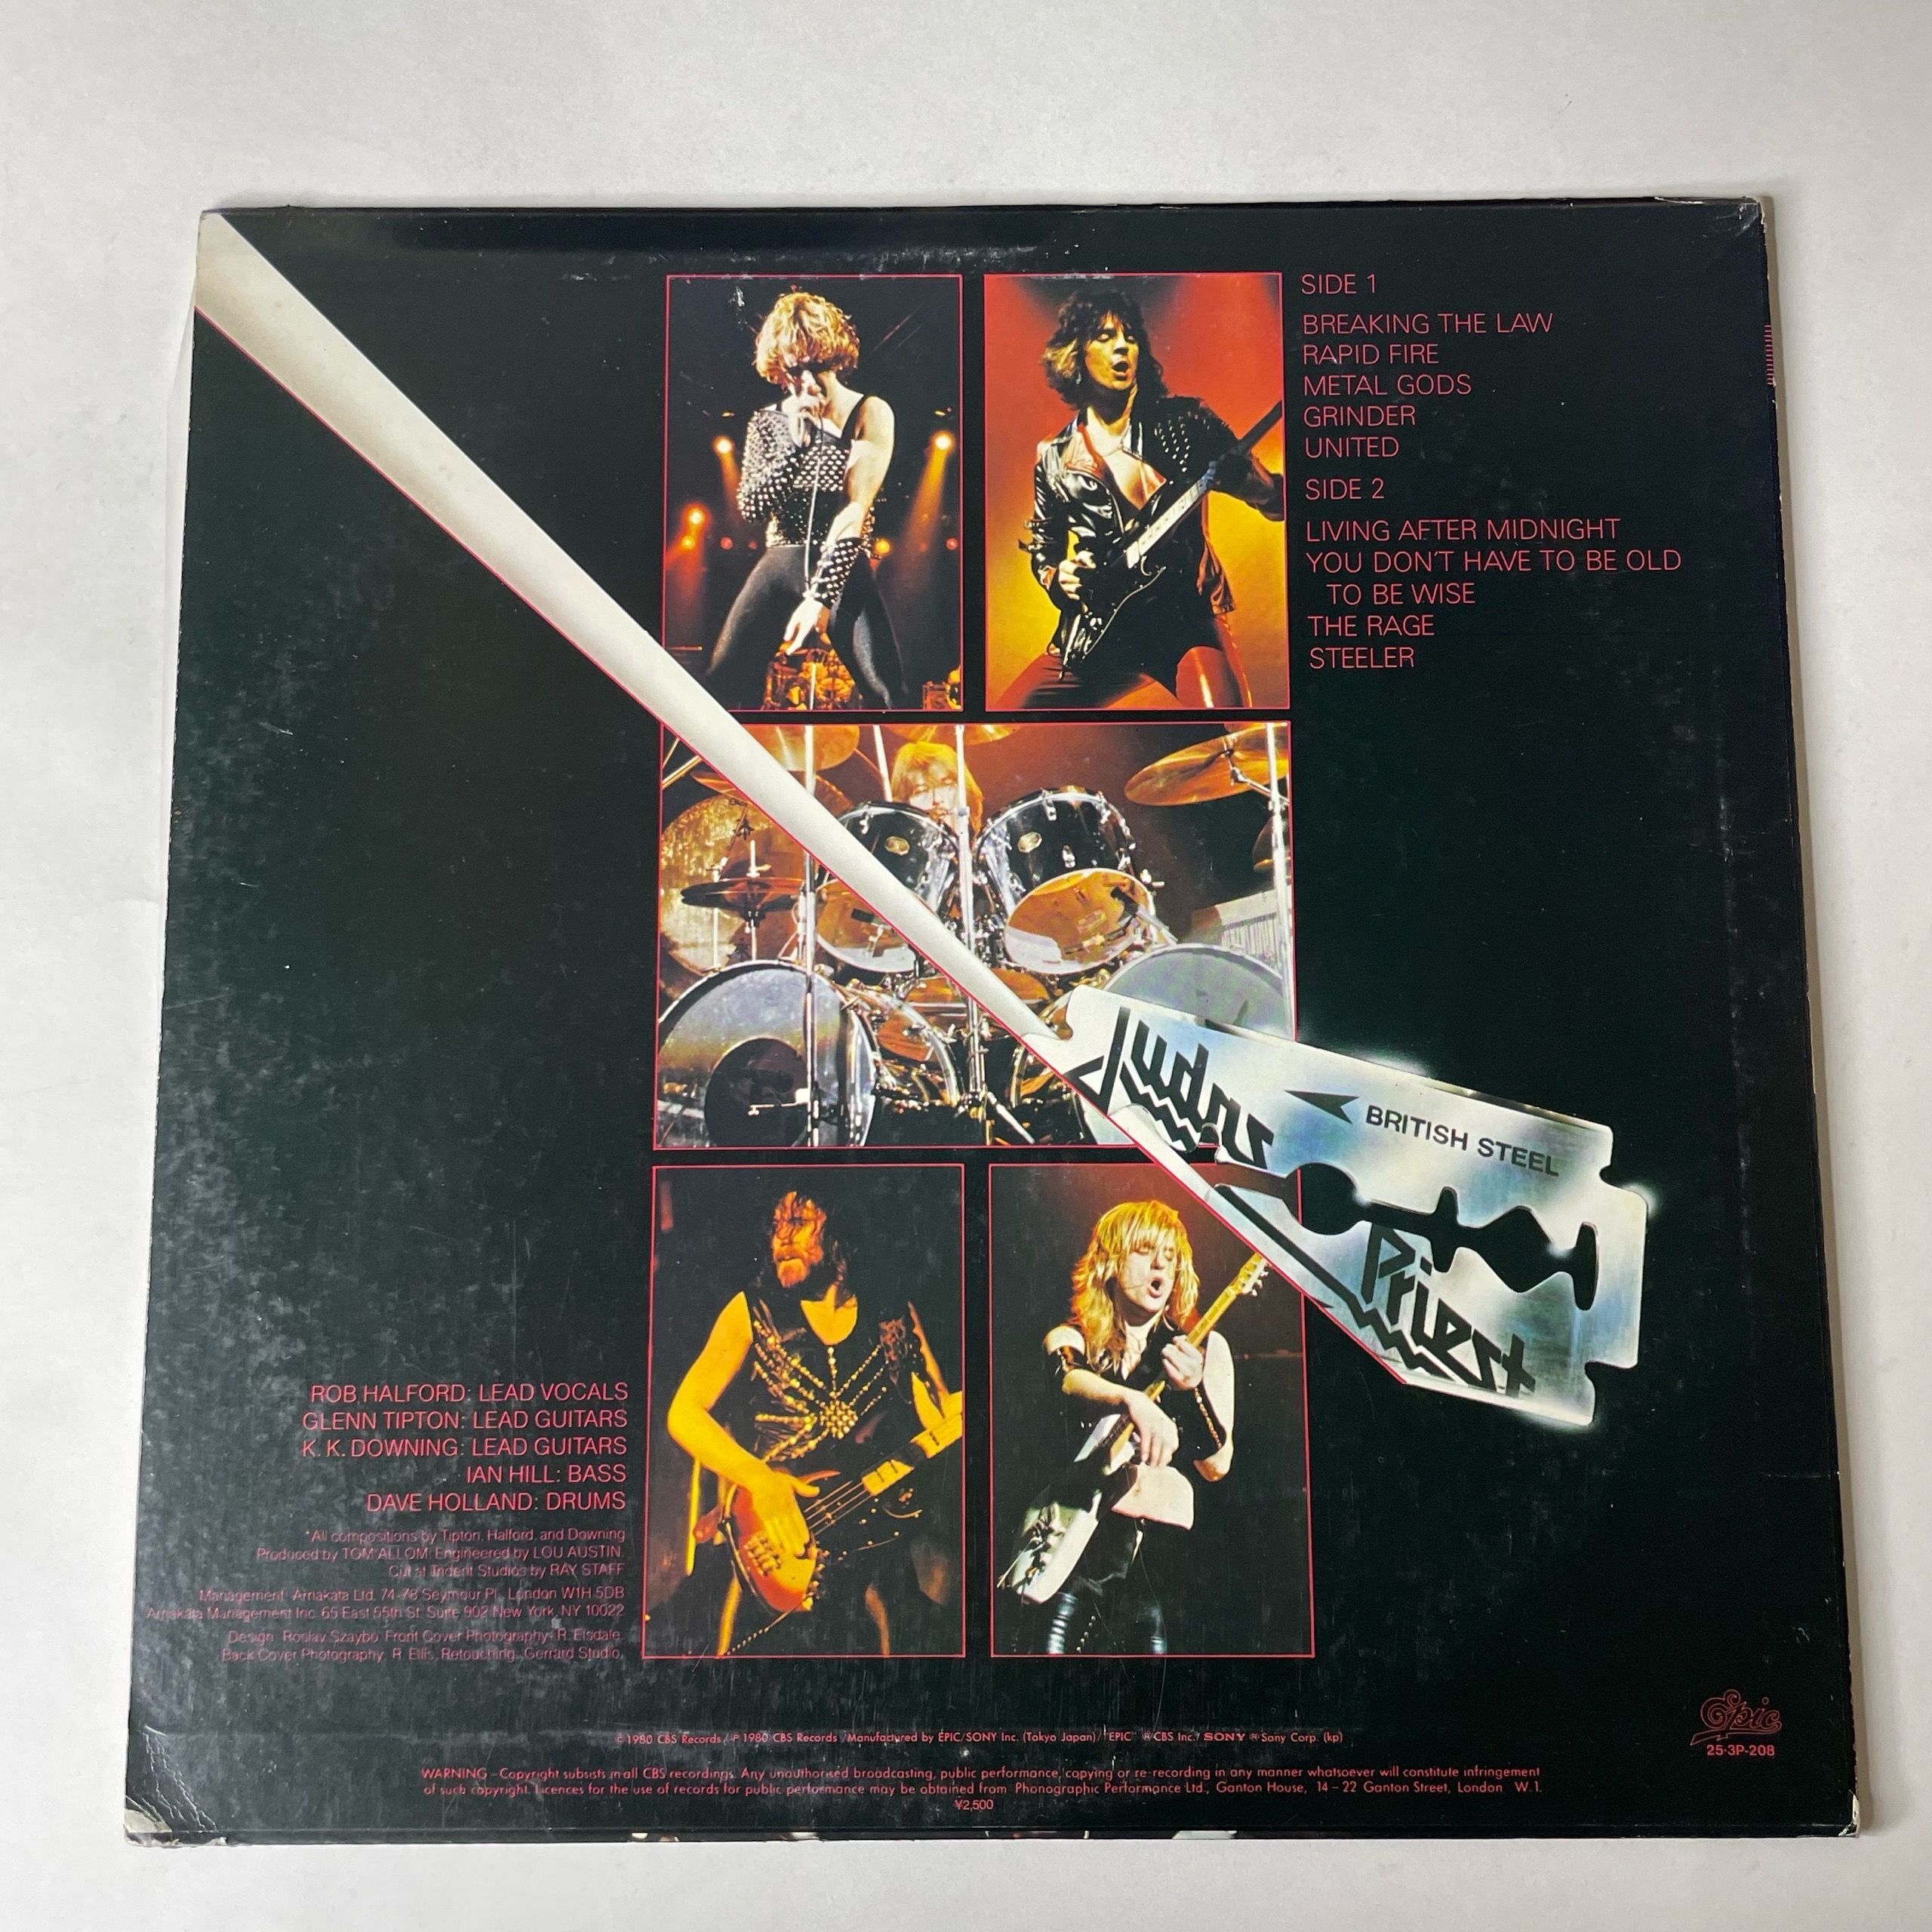 SIDE 1
BREAKING THE LAW
RAPID FIRE
METAL GODS
GRINDER
UNITED
SIDE 2
LIVING AFTER MIDNIGHT
YOU DON'T HAVE TO BE OLD
TO BE WISE
THE RAGE
STEELER
Judas
BRITISH STEEL
Priest
ROB HALFORD: LEAD VOCALS
GLENN TIPTON: LEAD GUITARS
K. K. DOWNING: LEAD GUITARS
IAN HILL: BASS
DAVE HOLLAND: DRUMS
*All compositions by Tipton, Halford, and Downing
Produced by TOM ALLOM Engineered by LOU AUSTIN.
Cut at Trident Studios by RAY STAFF
Management: Arnakata Ltd. 74-78 Seymour Pl., London W1H 5DB
Arnakata Management Inc. 65 East 55th St. Suite 902 New York, NY 10022
Design: Roslav Szaybo. Front Cover Photography: R. Elsdale.
Back Cover Photography: R. Ellis. Retouching: Gerrard Studio.
Epic
25·3P-208
© 1980 CBS Records / ℗ 1980 CBS Records / Manufactured by EPIC/SONY Inc. (Tokyo Japan) / "EPIC" ® CBS Inc. / SONY ® Sony Corp. (kp)
WARNING – Copyright subsists in all CBS recordings. Any unauthorised broadcasting, public performance, copying or re-recording in any manner whatsoever will constitute infringement
of such copyright. Licences for the use of records for public performance may be obtained from Phonographic Performance Ltd., Ganton House, 14 – 22 Ganton Street, London W.1.
¥2,500